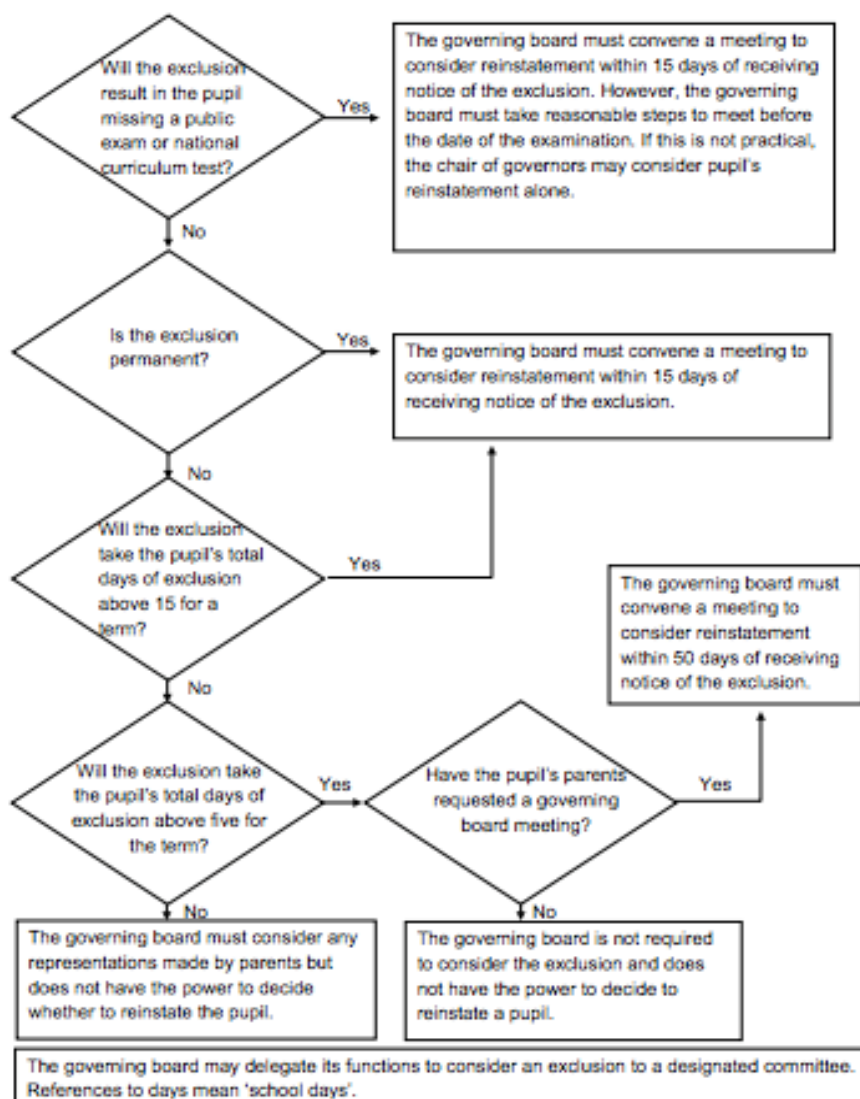 Will the exclusion
result in the pupil
missing a public
exam or national
curriculum test?
Yes
The governing board must convene a meeting to
consider reinstatement within 15 days of receiving
notice of the exclusion. However, the governing
board must take reasonable steps to meet before
the date of the examination. If this is not practical,
the chair of governors may consider pupil's
reinstatement alone.
No
Is the exclusion
permanent?
Yes
The governing board must convene a meeting to
consider reinstatement within 15 days of
receiving notice of the exclusion.
No
Will the exclusion
take the pupil's total
days of exclusion
above 15 for a
term?
Yes
The governing board must
convene a meeting to
consider reinstatement
within 50 days of receiving
notice of the exclusion.
No
Will the exclusion take
the pupil's total days of
exclusion above five for
the term?
Yes
Have the pupil's parents
requested a governing
board meeting?
Yes
No
The governing board must consider any
representations made by parents but
does not have the power to decide
whether to reinstate the pupil.
No
The governing board is not required
to consider the exclusion and does
not have the power to decide to
reinstate a pupil.
The governing board may delegate its functions to consider an exclusion to a designated committee.
References to days mean 'school days'.